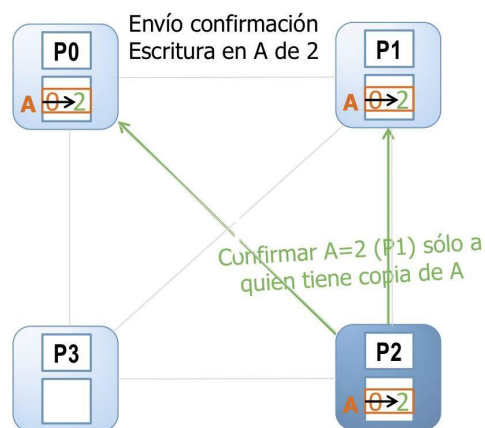 Envío confirmación
Escritura en A de 2
P0
A 0→2
P1
A 0→2
Confirmar A=2 (P1) sólo a
quien tiene copia de A
P3
P2
A 0→2